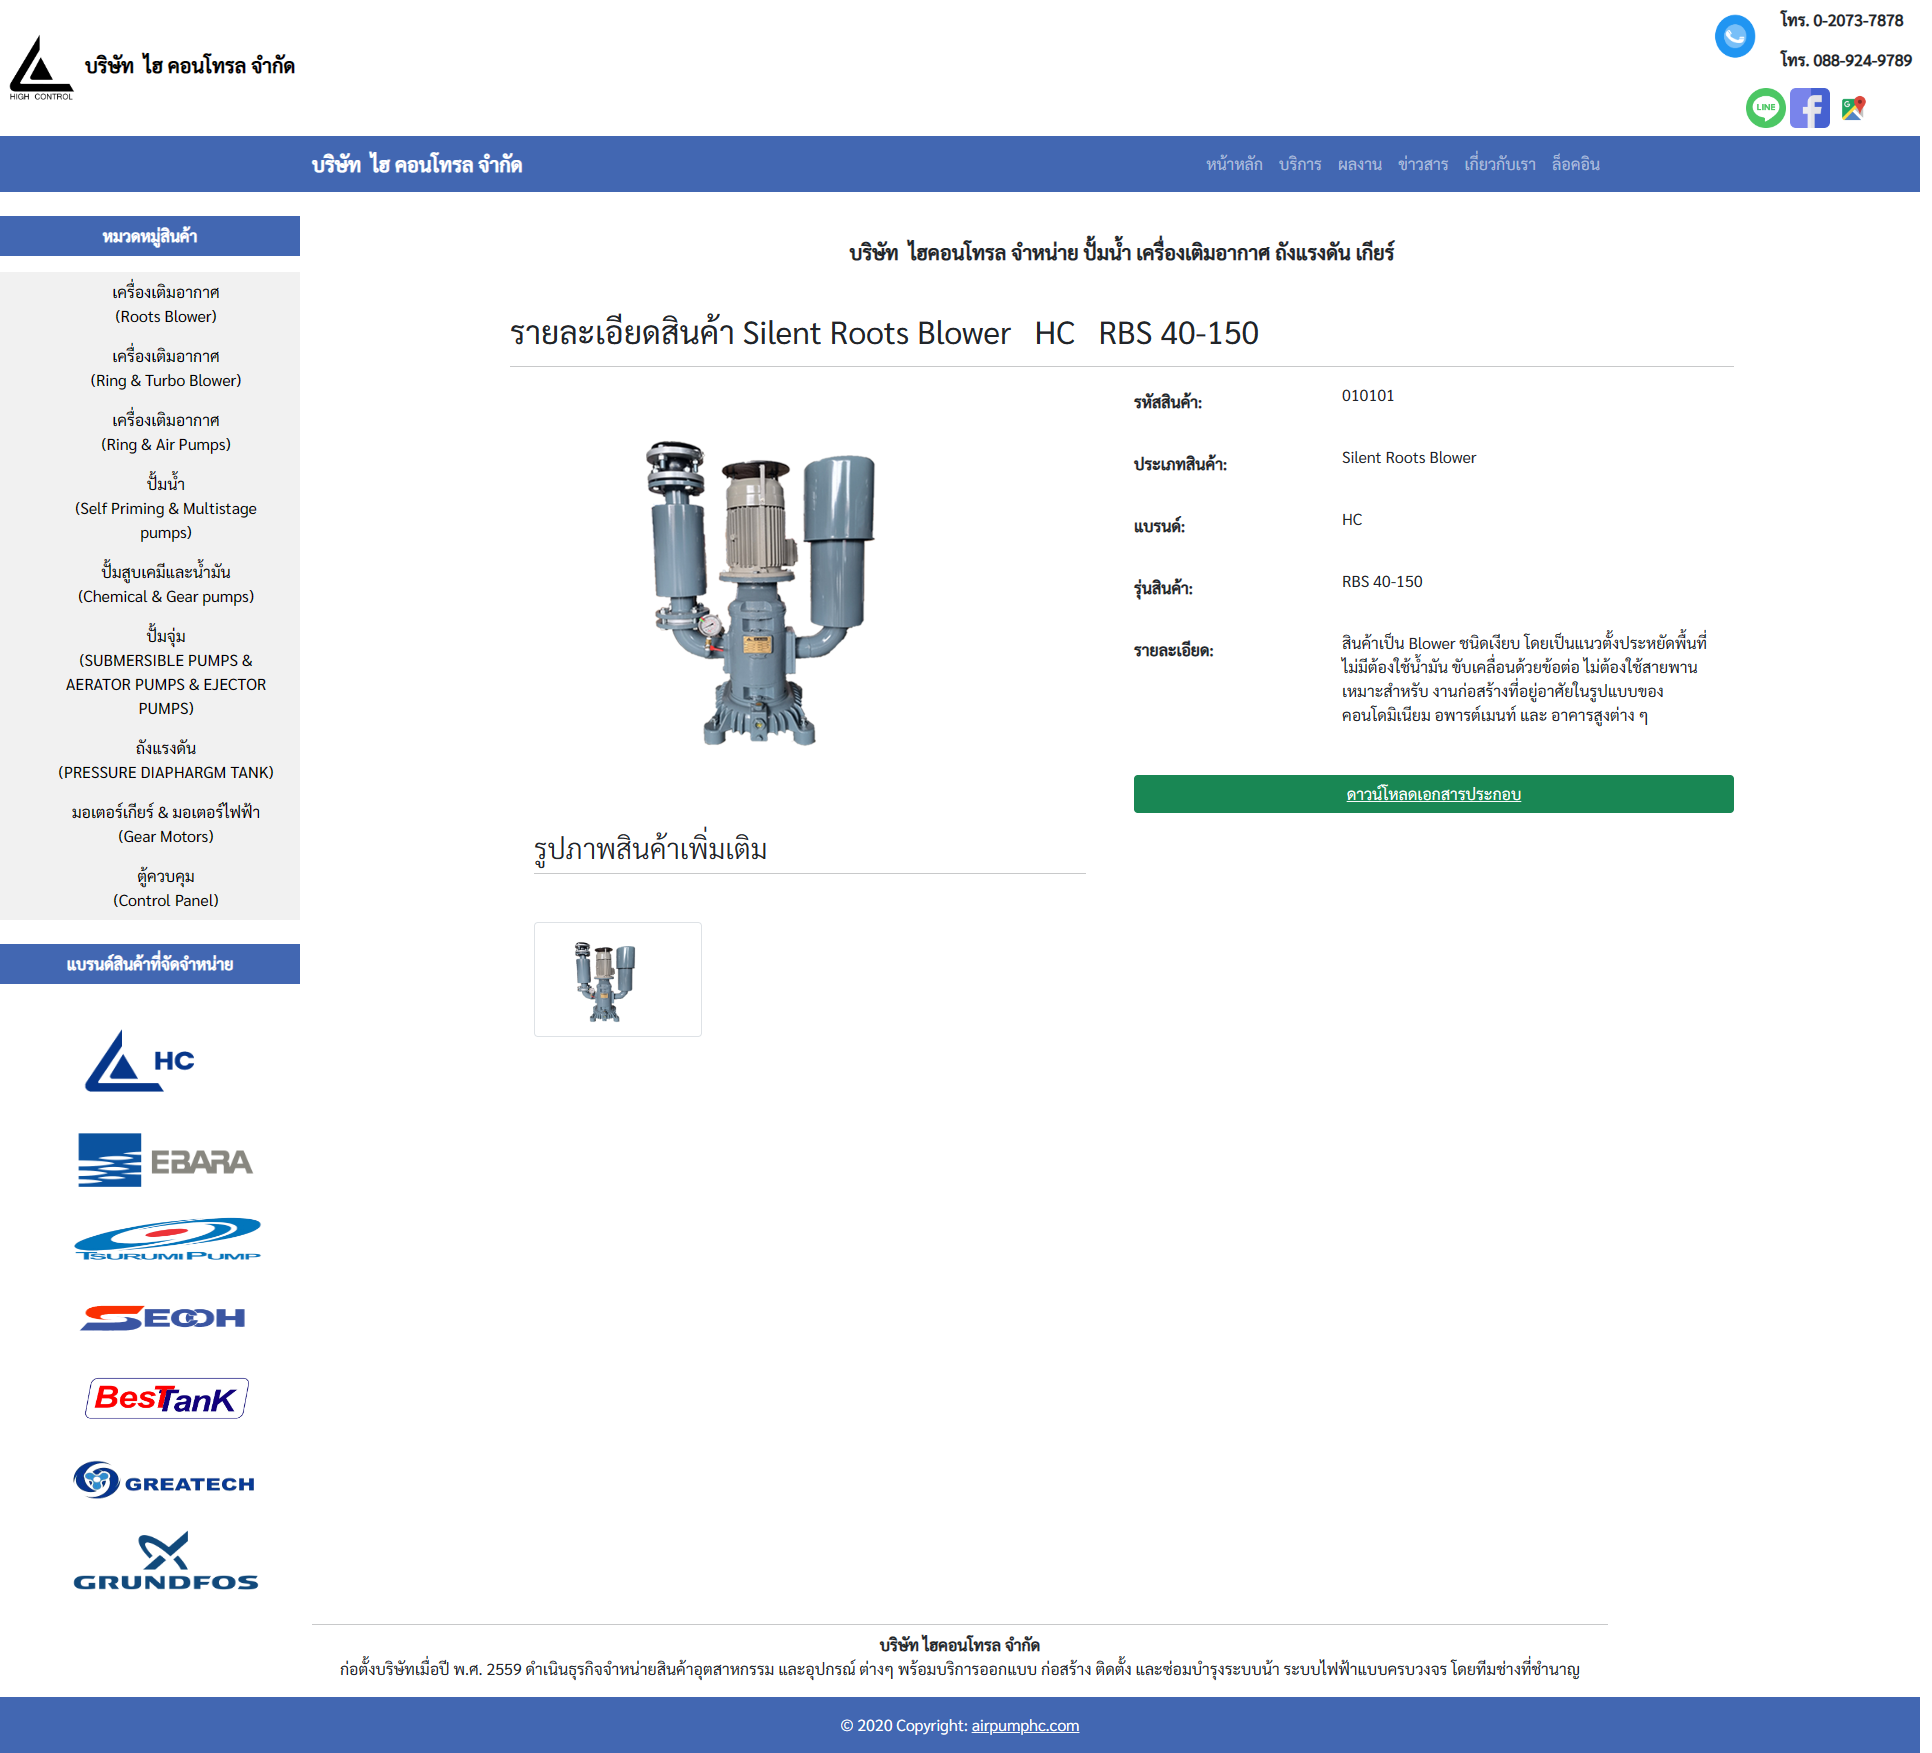 HIGH CONTROL
บริษัท ไฮ คอนโทรล จำกัด
โทร. 0-2073-7878
โทร. 088-924-9789
LINE
บริษัท ไฮ คอนโทรล จำกัด
หน้าหลัก บริการ ผลงาน ข่าวสาร เกี่ยวกับเรา ล็อคอิน
หมวดหมู่สินค้า
เครื่องเติมอากาศ
(Roots Blower)
เครื่องเติมอากาศ
(Ring & Turbo Blower)
เครื่องเติมอากาศ
(Ring & Air Pumps)
ปั้มน้ำ
(Self Priming & Multistage
pumps)
ปั้มสูบเคมีและน้ำมัน
(Chemical & Gear pumps)
ปั้มจุ่ม
(SUBMERSIBLE PUMPS &
AERATOR PUMPS & EJECTOR
PUMPS)
ถังแรงดัน
(PRESSURE DIAPHARGM TANK)
มอเตอร์เกียร์ & มอเตอร์ไฟฟ้า
(Gear Motors)
ตู้ควบคุม
(Control Panel)
แบรนด์สินค้าที่จัดจำหน่าย
HC
EBARA
TSURUMI PUMP
SECOH
BesTTanK
GREATECH
GRUNDFOS
บริษัท ไฮคอนโทรล จำหน่าย ปั้มน้ำ เครื่องเติมอากาศ ถังแรงดัน เกียร์
รายละเอียดสินค้า Silent Roots Blower HC RBS 40-150
รหัสสินค้า: 010101
ประเภทสินค้า: Silent Roots Blower
แบรนด์: HC
รุ่นสินค้า: RBS 40-150
รายละเอียด: สินค้าเป็น Blower ชนิดเงียบ โดยเป็นแนวตั้งประหยัดพื้นที่
ไม่มีต้องใช้น้ำมัน ขับเคลื่อนด้วยข้อต่อ ไม่ต้องใช้สายพาน
เหมาะสำหรับ งานก่อสร้างที่อยู่อาศัยในรูปแบบของ
คอนโดมิเนียม อพารต์เมนท์ และ อาคารสูงต่าง ๆ
ดาวน์โหลดเอกสารประกอบ
รูปภาพสินค้าเพิ่มเติม
บริษัท ไฮคอนโทรล จำกัด
ก่อตั้งบริษัทเมื่อปี พ.ศ. 2559 ดำเนินธุรกิจจำหน่ายสินค้าอุตสาหกรรม และอุปกรณ์ ต่างๆ พร้อมบริการออกแบบ ก่อสร้าง ติดตั้ง และซ่อมบำรุงระบบน้ำ ระบบไฟฟ้าแบบครบวงจร โดยทีมช่างที่ชำนาญ
© 2020 Copyright: airpumphc.com